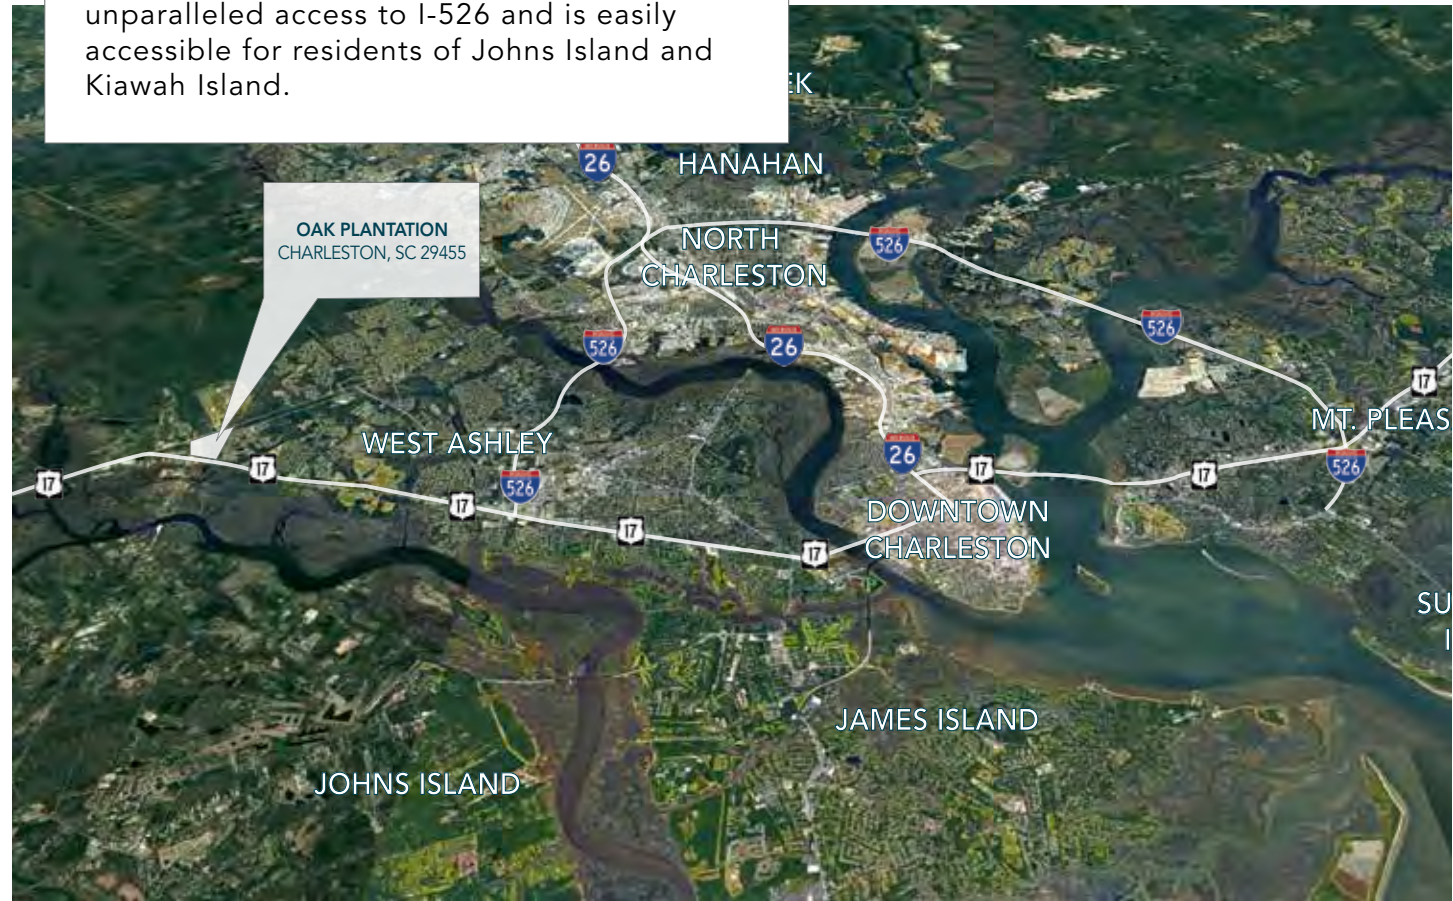 unparalleled access to I-526 and is easily
accessible for residents of Johns Island and
Kiawah Island.
EK
26
HANAHAN
OAK PLANTATION
CHARLESTON, SC 29455
NORTH
CHARLESTON
526
526
526
26
17
MT. PLEAS
WEST ASHLEY
26
17
17
17
17
526
526
17
DOWNTOWN
CHARLESTON
17
17
SU
I
JAMES ISLAND
JOHNS ISLAND